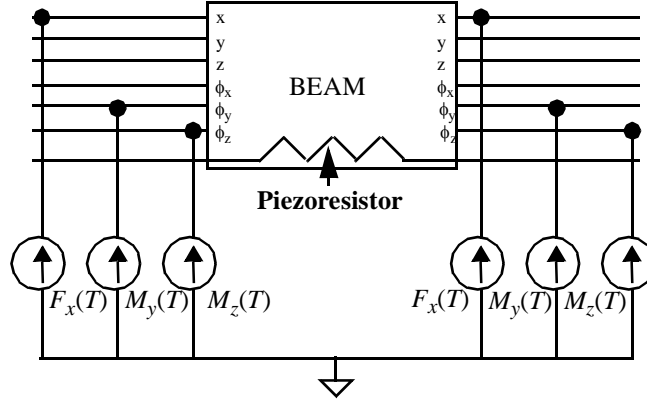 x x
y y
z z
ϕx ϕx
BEAM
ϕy ϕy
ϕz ϕz
Piezoresistor
Fx(T) My(T) Mz(T) Fx(T) My(T) Mz(T)